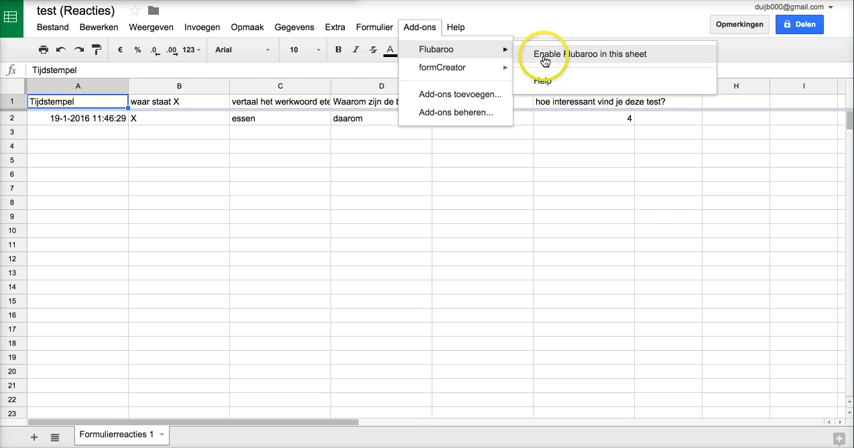 test (Reacties)
duijb000@gmail.com
Bestand Bewerken Weergeven Invoegen Opmaak Gegevens Extra Formulier Add-ons Help
Opmerkingen Delen
€ % .0 .00 123 Arial 10 B I S A
Flubaroo
Enable Flubaroo in this sheet
formCreator
Help
Add-ons toevoegen...
Add-ons beheren...
fx Tijdstempel
A B C D H I
1 Tijdstempel waar staat X vertaal het werkwoord ete Waarom zijn de b hoe interessant vind je deze test?
2 19-1-2016 11:46:29 X essen daarom 4
3
4
5
6
7
8
9
10
11
12
13
14
15
16
17
18
19
20
21
22
23
Formulierreacties 1